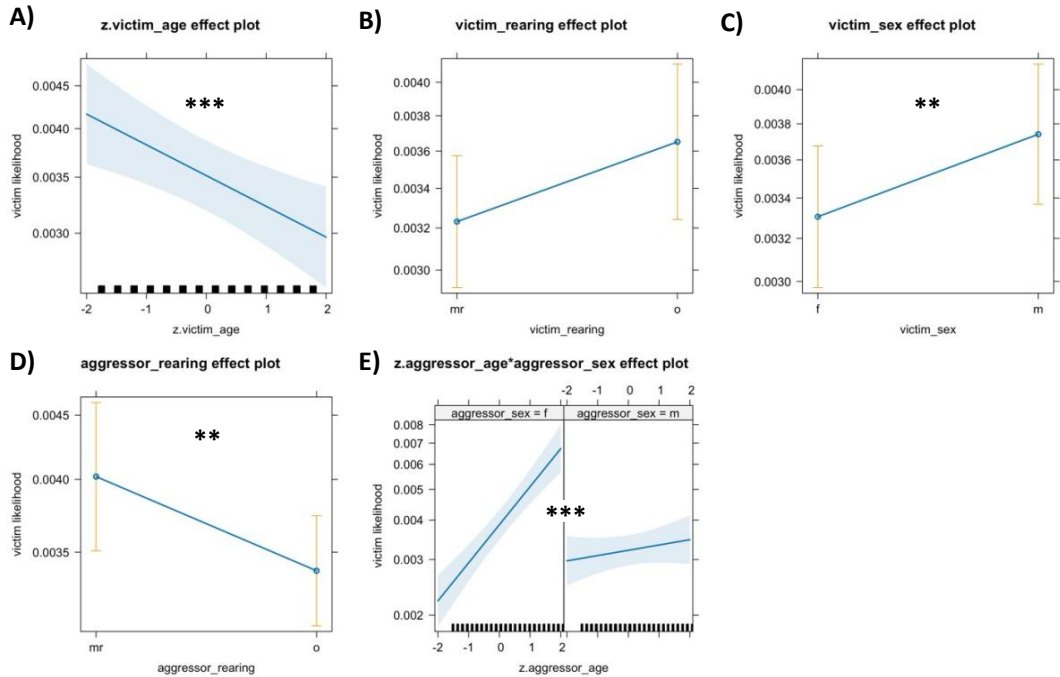 A)
z.victim_age effect plot
victim likelihood
0.0045
0.0040
0.0035
0.0030
***
-2 -1 0 1 2
z.victim_age
B)
victim_rearing effect plot
victim likelihood
0.0040
0.0038
0.0036
0.0034
0.0032
0.0030
mr o
victim_rearing
C)
victim_sex effect plot
victim likelihood
0.0040
0.0038
0.0036
0.0034
0.0032
0.0030
**
f m
victim_sex
D)
aggressor_rearing effect plot
victim likelihood
0.0045
0.0040
0.0035
**
mr o
aggressor_rearing
E)
z.aggressor_age*aggressor_sex effect plot
-2 -1 0 1 2
aggressor_sex = f aggressor_sex = m
victim likelihood
0.008
0.007
0.006
0.005
0.004
0.003
0.002
***
-2 -1 0 1 2
z.aggressor_age